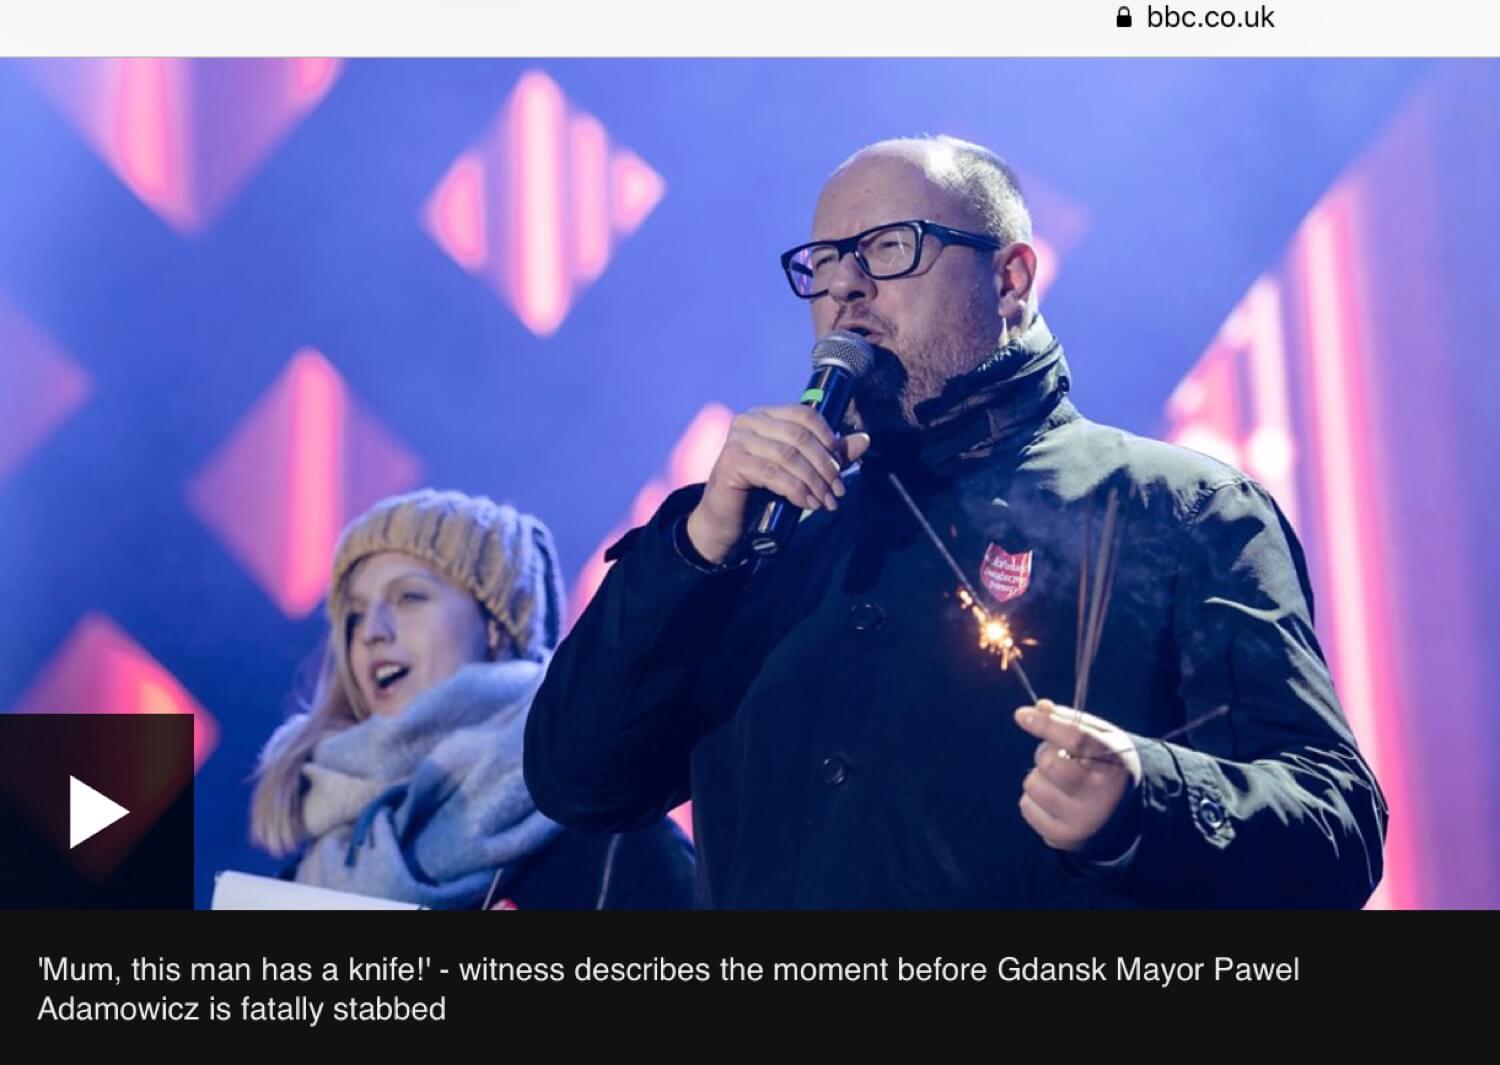 bbc.co.uk
'Mum, this man has a knife!' - witness describes the moment before Gdansk Mayor Pawel
Adamowicz is fatally stabbed